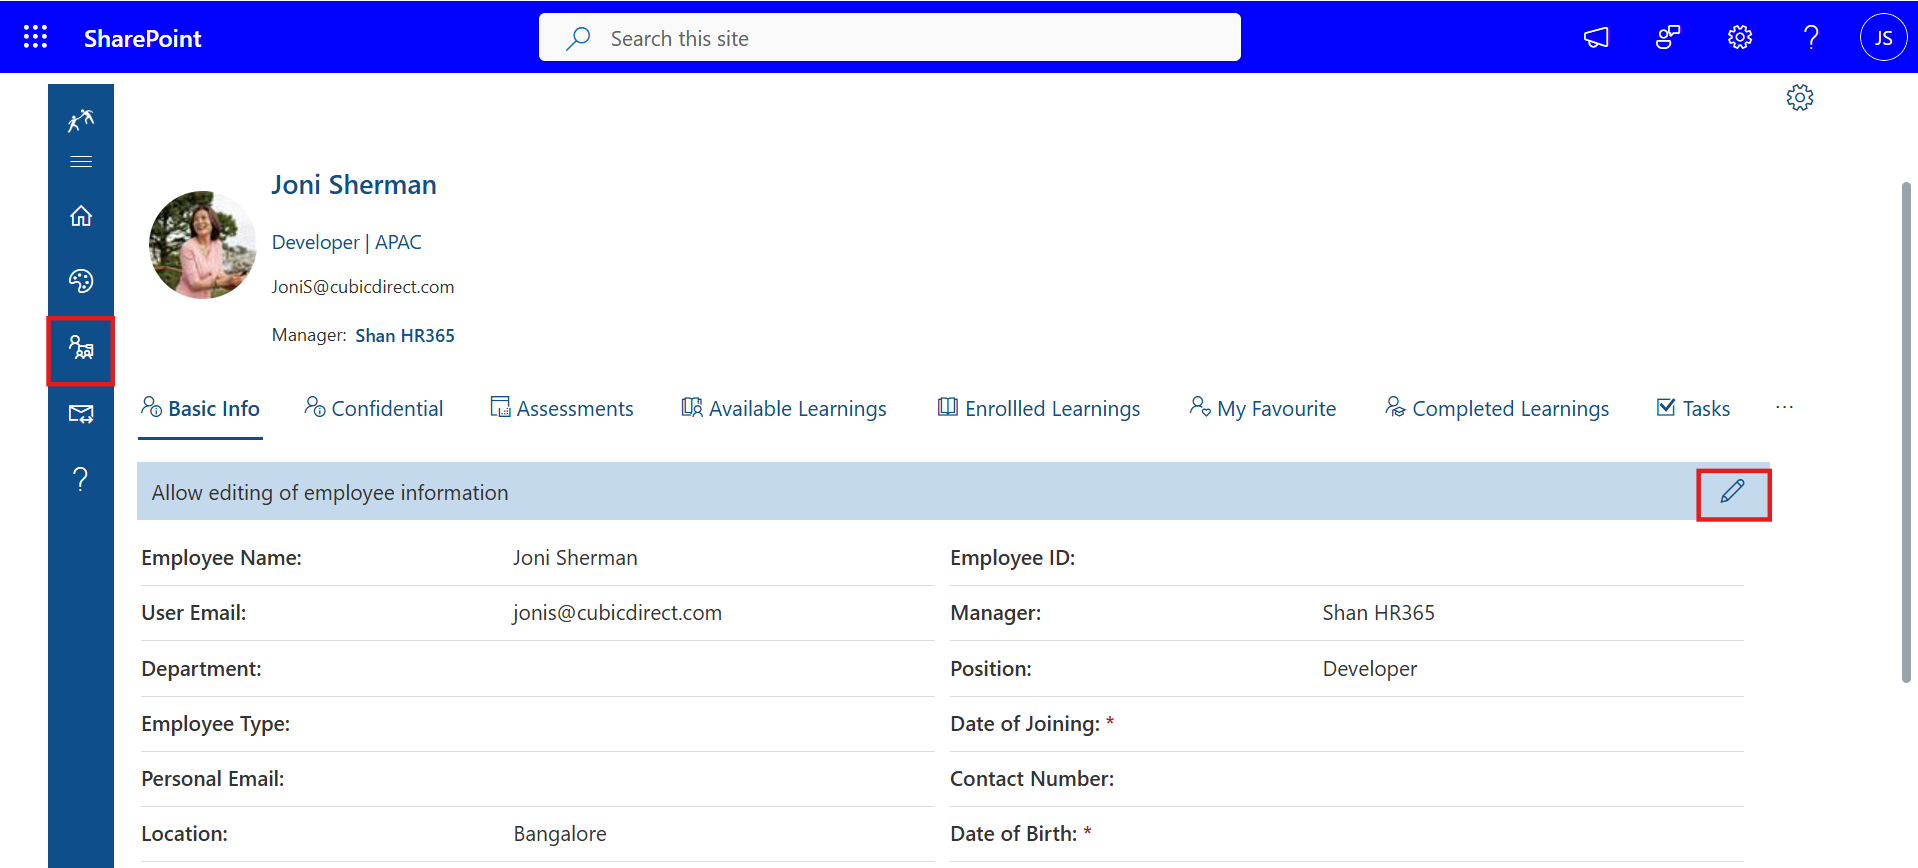 SharePoint
Search this site
JS
Joni Sherman
Developer | APAC
JoniS@cubicdirect.com
Manager: Shan HR365
Basic Info Confidential Assessments Available Learnings Enrollled Learnings My Favourite Completed Learnings Tasks ...
Allow editing of employee information
Employee Name: Joni Sherman Employee ID:
User Email: jonis@cubicdirect.com Manager: Shan HR365
Department: Position: Developer
Employee Type: Date of Joining: *
Personal Email: Contact Number:
Location: Bangalore Date of Birth: *